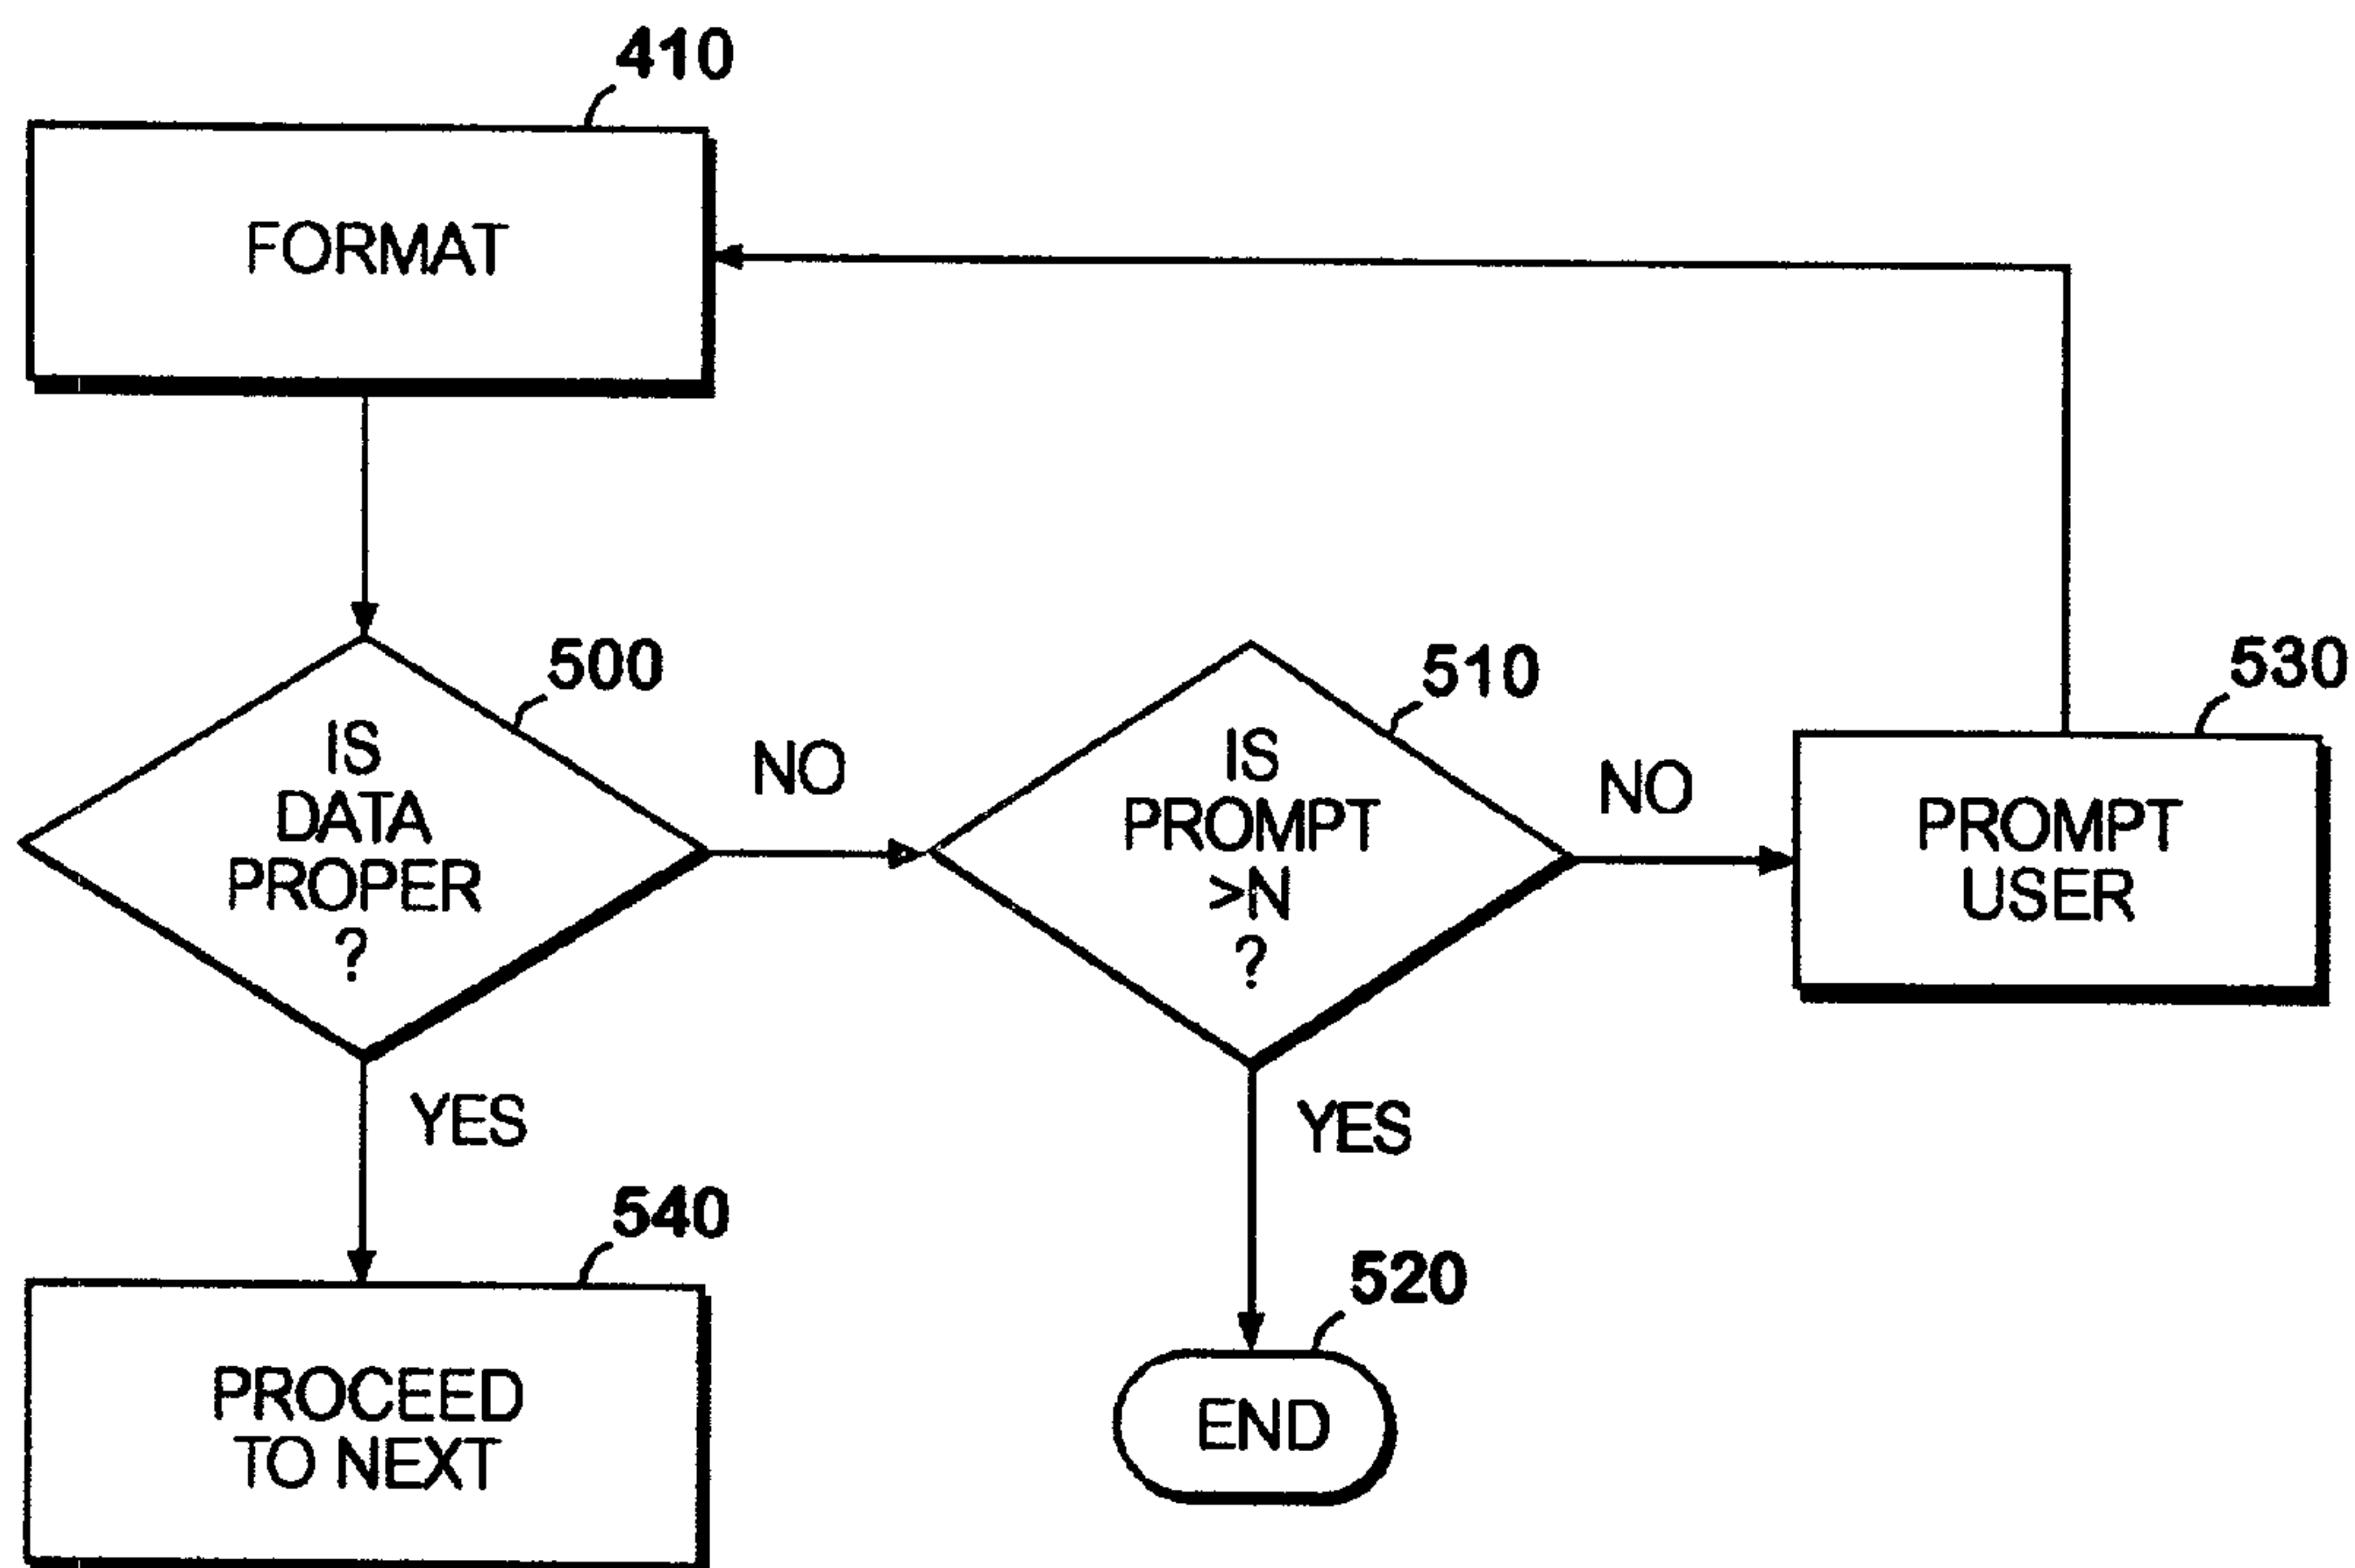 410
FORMAT
500
IS
DATA
PROPER
?
NO
510
IS
PROMPT
>N
?
NO
530
PROMPT
USER
YES
YES
540
PROCEED
TO NEXT
520
END